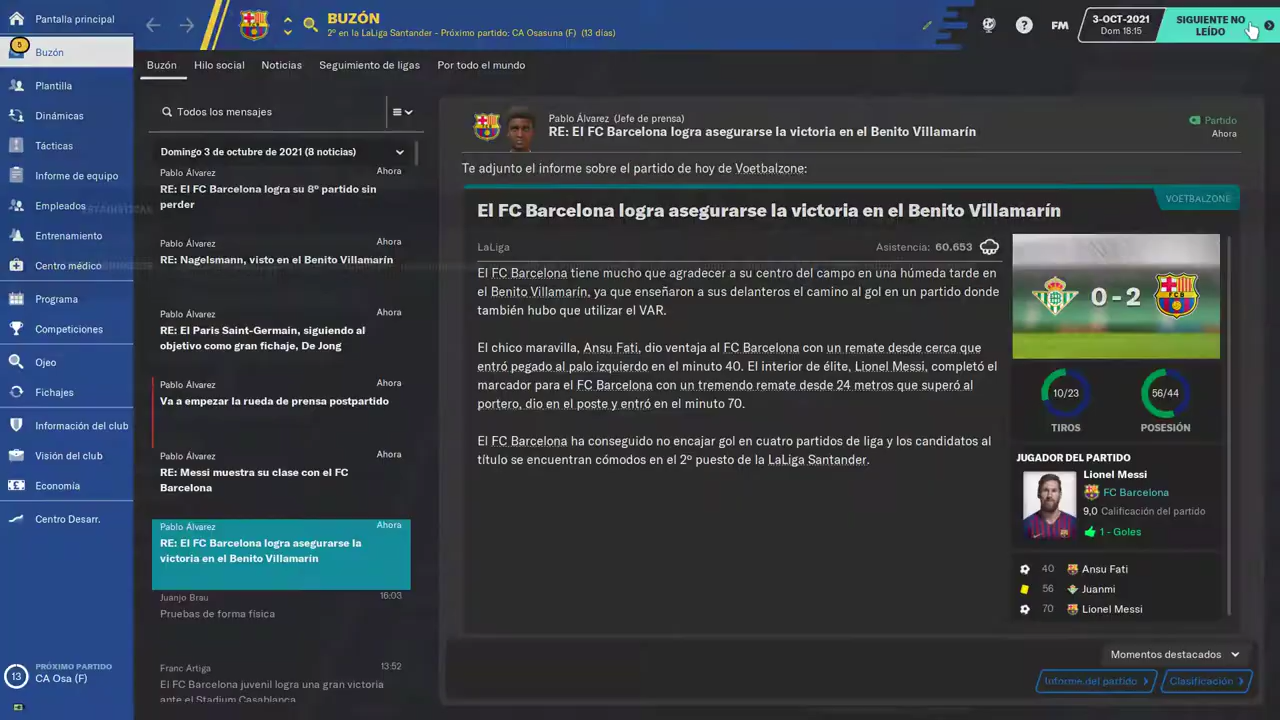 Pantalla principal
BUZÓN
2º en la LaLiga Santander - Próximo partido: CA Osasuna (F) (13 días)
FM
3-OCT-2021
Dom 18:15
SIGUIENTE NO
LEÍDO
8
Buzón
Plantilla
Dinámicas
Tácticas
Informe de equipo
Empleados
Entrenamiento
Centro médico
Programa
Competiciones
Ojeo
Fichajes
Información del club
Visión del club
Economía
Centro Desarr.
PRÓXIMO PARTIDO
13
CA Osa (F)
Buzón Hilo social Noticias Seguimiento de ligas Por todo el mundo
Todos los mensajes
Domingo 3 de octubre de 2021 (8 noticias)
Pablo Álvarez Ahora
RE: El FC Barcelona logra su 8º partido sin
perder
Pablo Álvarez Ahora
RE: Nagelsmann, visto en el Benito Villamarín
Pablo Álvarez Ahora
RE: El Paris Saint-Germain, siguiendo al
objetivo como gran fichaje, De Jong
Pablo Álvarez Ahora
Va a empezar la rueda de prensa postpartido
Pablo Álvarez Ahora
RE: Messi muestra su clase con el FC
Barcelona
Pablo Álvarez Ahora
RE: El FC Barcelona logra asegurarse la
victoria en el Benito Villamarín
Juanjo Brau 16:03
Pruebas de forma física
Franc Artiga 13:52
El FC Barcelona juvenil logra una gran victoria
ante el Stadium Casablanca
Pablo Álvarez (Jefe de prensa)
RE: El FC Barcelona logra asegurarse la victoria en el Benito Villamarín
Partido
Ahora
Te adjunto el informe sobre el partido de hoy de Voetbalzone:
VOETBALZONE
El FC Barcelona logra asegurarse la victoria en el Benito Villamarín
LaLiga Asistencia: 60.653
El FC Barcelona tiene mucho que agradecer a su centro del campo en una húmeda tarde en
el Benito Villamarín, ya que enseñaron a sus delanteros el camino al gol en un partido donde
también hubo que utilizar el VAR.
El chico maravilla, Ansu Fati, dio ventaja al FC Barcelona con un remate desde cerca que
entró pegado al palo izquierdo en el minuto 40. El interior de élite, Lionel Messi, completó el
marcador para el FC Barcelona con un tremendo remate desde 24 metros que superó al
portero, dio en el poste y entró en el minuto 70.
El FC Barcelona ha conseguido no encajar gol en cuatro partidos de liga y los candidatos al
título se encuentran cómodos en el 2º puesto de la LaLiga Santander.
0 - 2
10/23 56/44
TIROS POSESIÓN
JUGADOR DEL PARTIDO
Lionel Messi
FC Barcelona
9,0 Calificación del partido
1 - Goles
40 Ansu Fati
56 Juanmi
70 Lionel Messi
Momentos destacados
Informe del partido
Clasificación